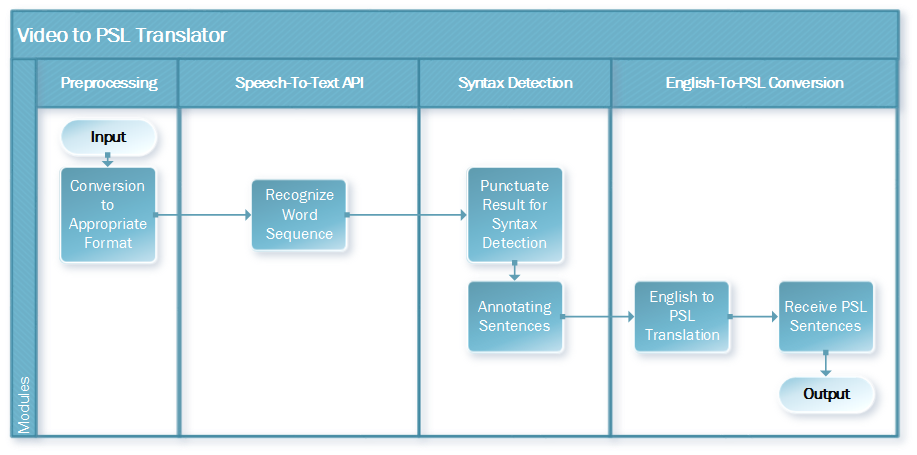 Video to PSL Translator
Preprocessing
Speech-To-Text API
Syntax Detection
English-To-PSL Conversion
Modules
Input
Conversion
to
Appropriate
Format
Recognize
Word
Sequence
Punctuate
Result for
Syntax
Detection
Annotating
Sentences
English to
PSL
Translation
Receive PSL
Sentences
Output